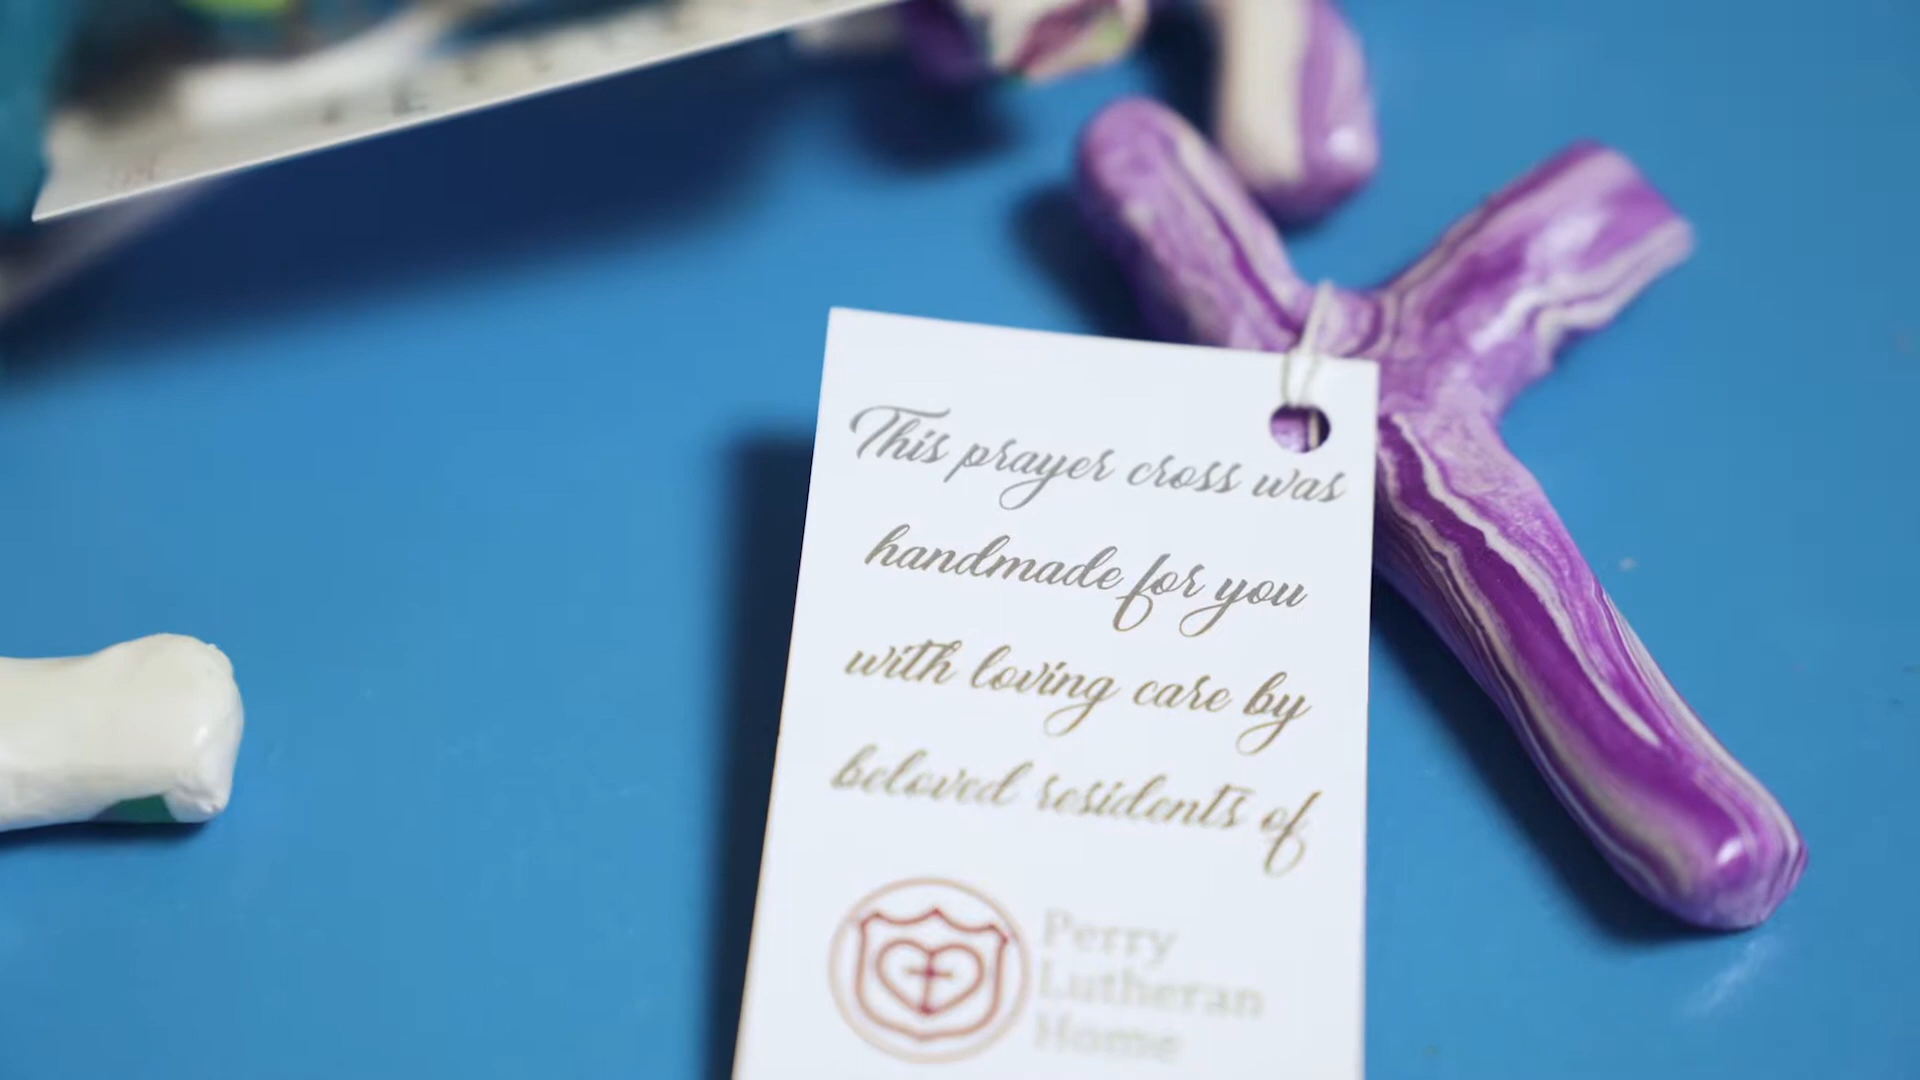 This prayer cross was
handmade for you
with loving care by
beloved residents of
Perry
Lutheran
Home